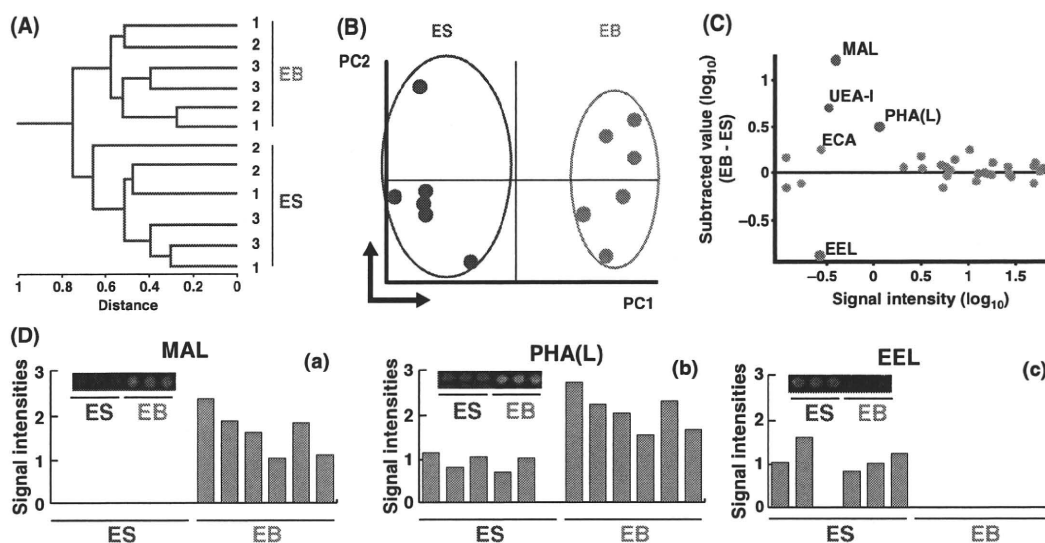 (A)
1
2
3
3
2
1
2
2
1
3
3
1
EB
ES
1 0.8 0.6 0.4 0.2 0
Distance
(B)
ES EB
PC2
PC1
(C)
Subtracted value (log10)
(EB - ES)
1.0
0.5
0
-0.5
MAL
UEA-I
PHA(L)
ECA
EEL
-0.5 0 0.5 1.0 1.5
Signal intensity (log10)
(D)
MAL
(a)
Signal intensities
3
2
1
0
ES EB
ES EB
PHA(L)
(b)
Signal intensities
3
2
1
0
ES EB
ES EB
EEL
(c)
Signal intensities
3
2
1
0
ES EB
ES EB